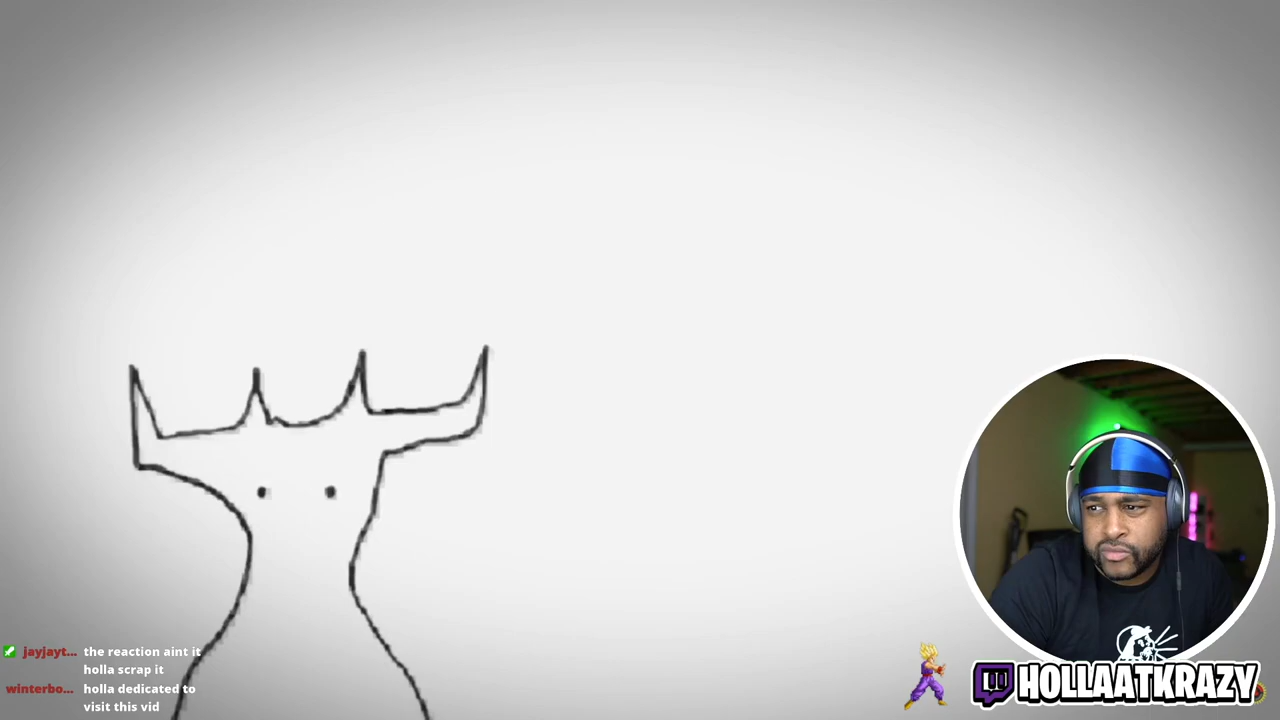 jayjayt... the reaction aint it
holla scrap it
winterbo... holla dedicated to
visit this vid
HOLLAATKRAZY